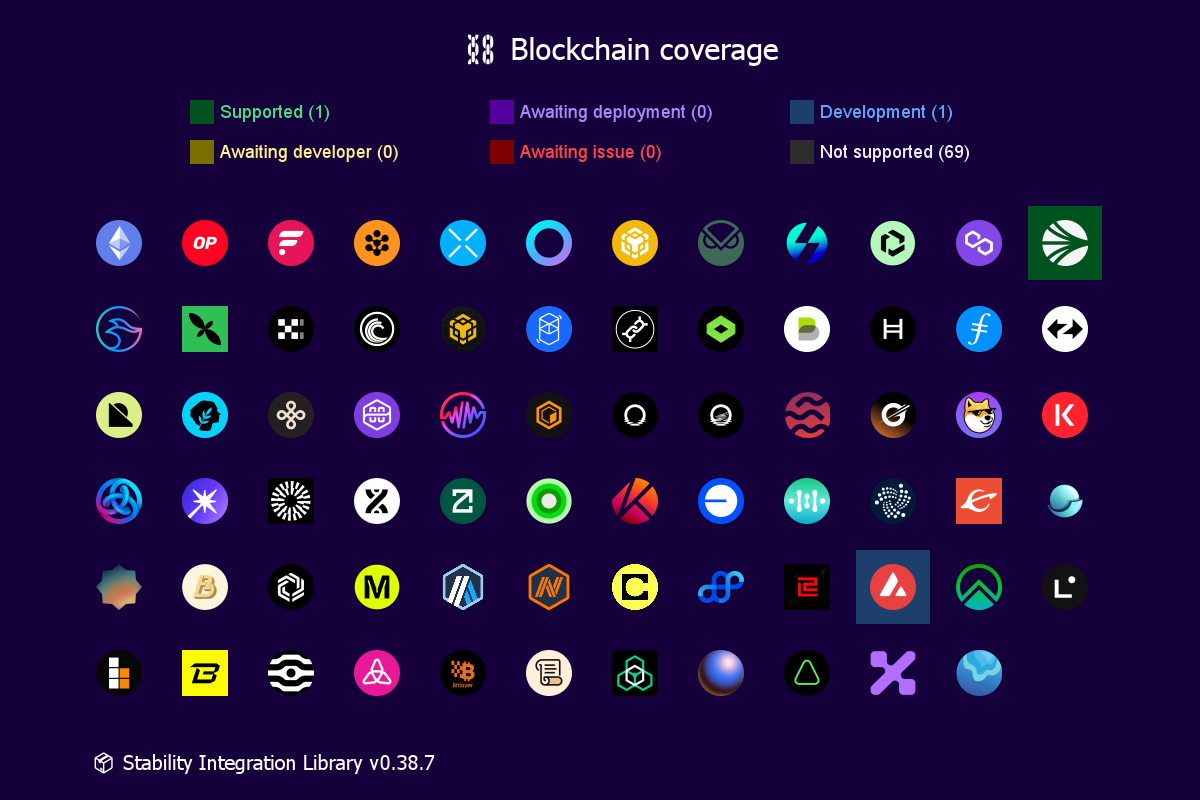 Blockchain coverage
Supported (1)
Awaiting deployment (0)
Development (1)
Awaiting developer (0)
Awaiting issue (0)
Not supported (69)
OP
Bitlayer
Stability Integration Library v0.38.7